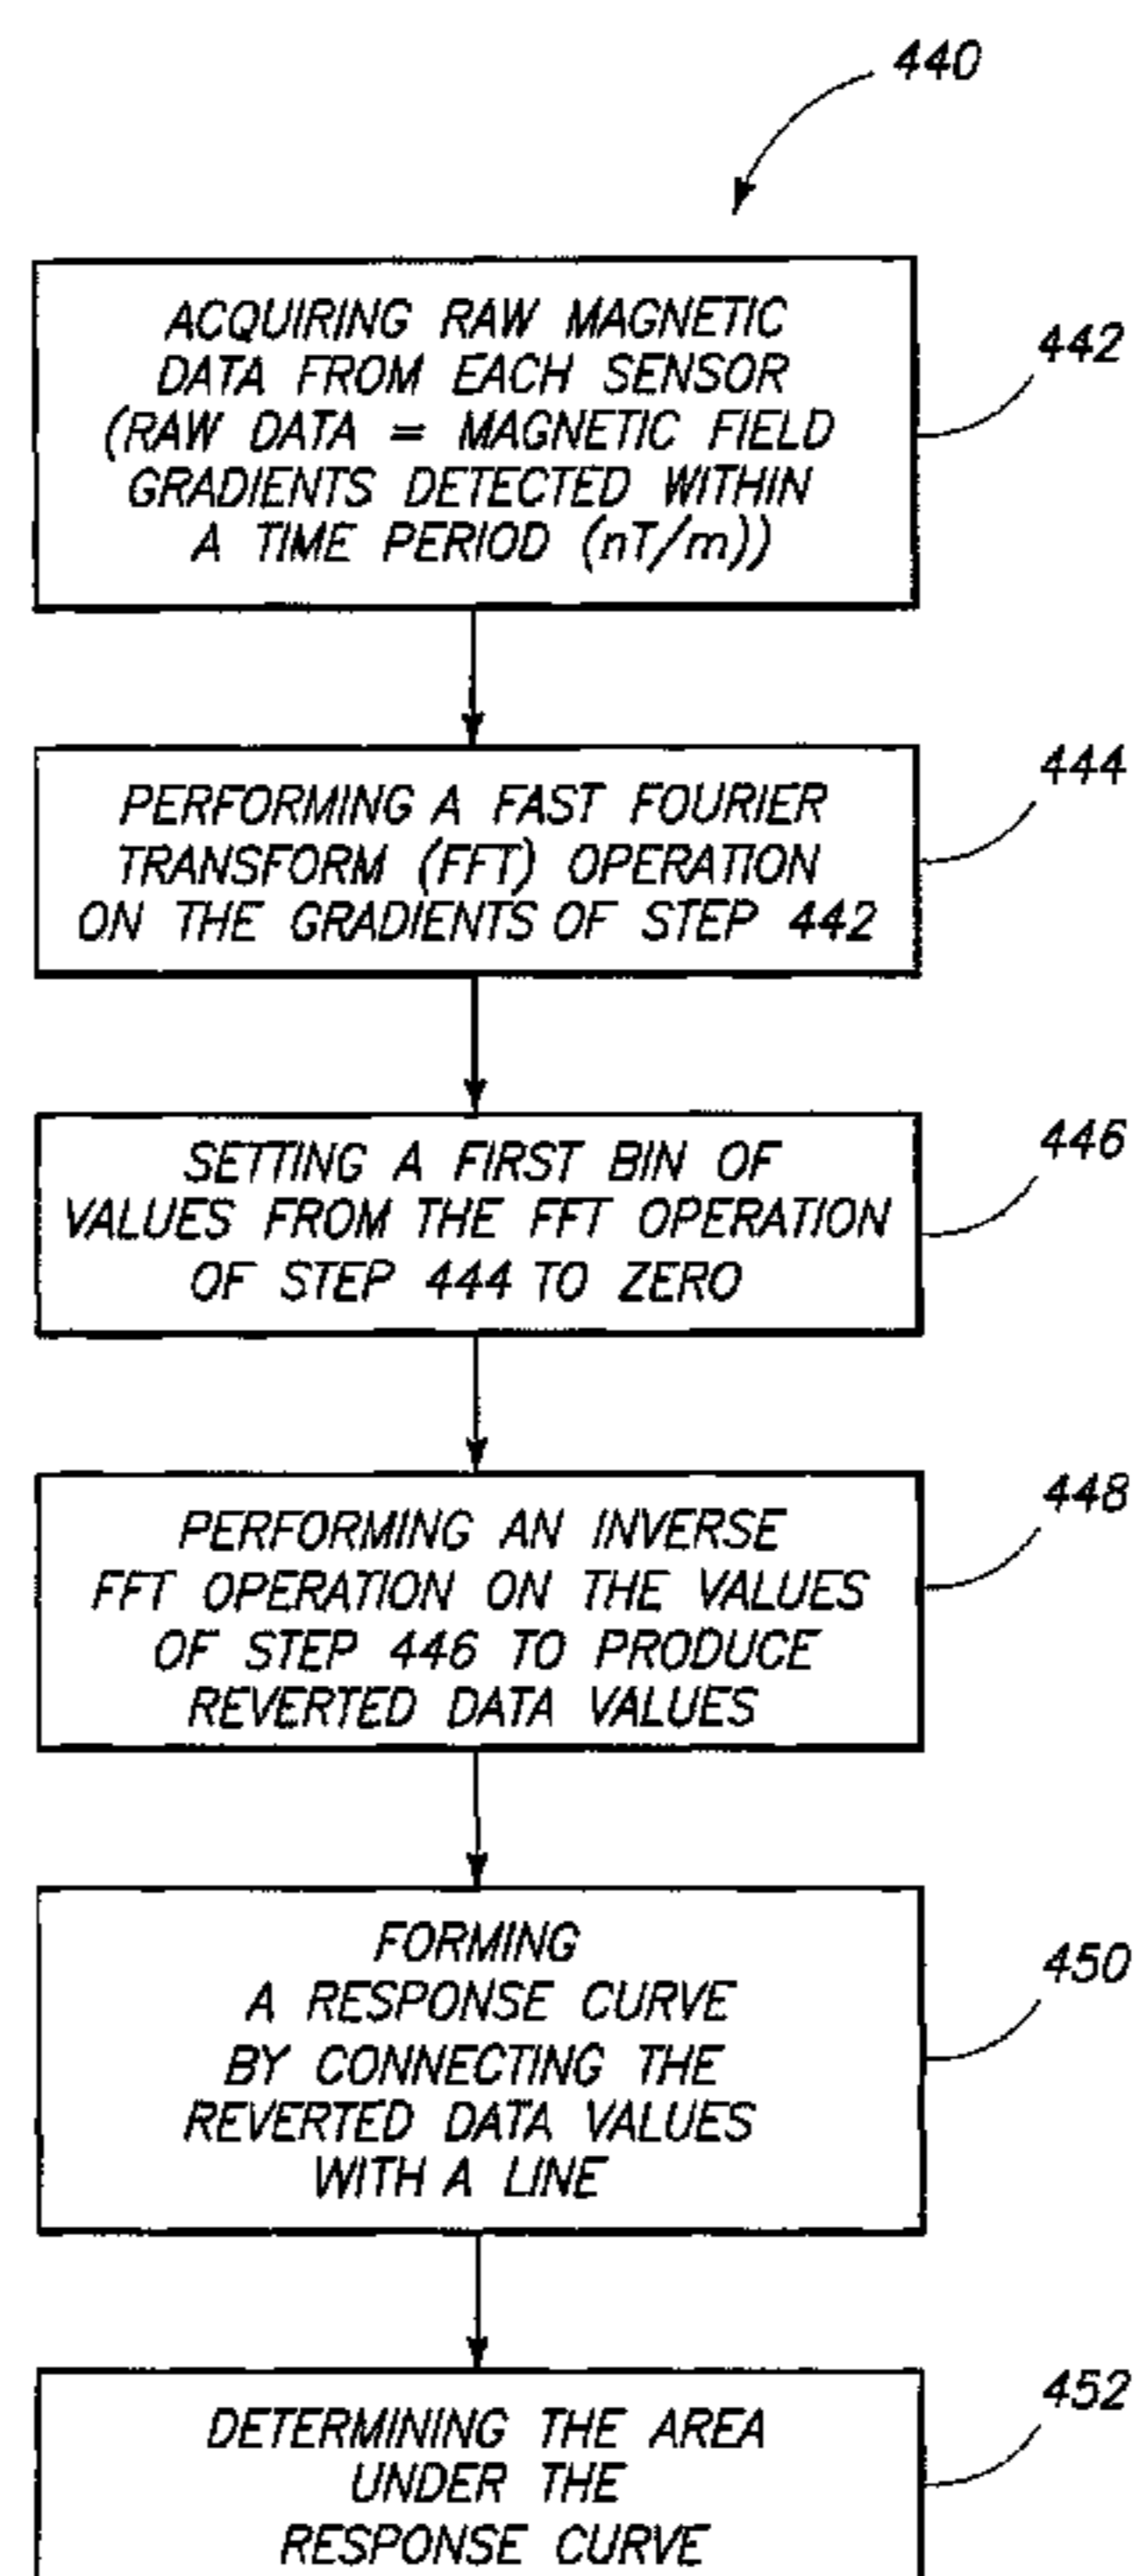 440
ACQUIRING RAW MAGNETIC
DATA FROM EACH SENSOR
(RAW DATA = MAGNETIC FIELD
GRADIENTS DETECTED WITHIN
A TIME PERIOD (nT/m))
442
PERFORMING A FAST FOURIER
TRANSFORM (FFT) OPERATION
ON THE GRADIENTS OF STEP 442
444
SETTING A FIRST BIN OF
VALUES FROM THE FFT OPERATION
OF STEP 444 TO ZERO
446
PERFORMING AN INVERSE
FFT OPERATION ON THE VALUES
OF STEP 446 TO PRODUCE
REVERTED DATA VALUES
448
FORMING
A RESPONSE CURVE
BY CONNECTING THE
REVERTED DATA VALUES
WITH A LINE
450
DETERMINING THE AREA
UNDER THE
RESPONSE CURVE
452